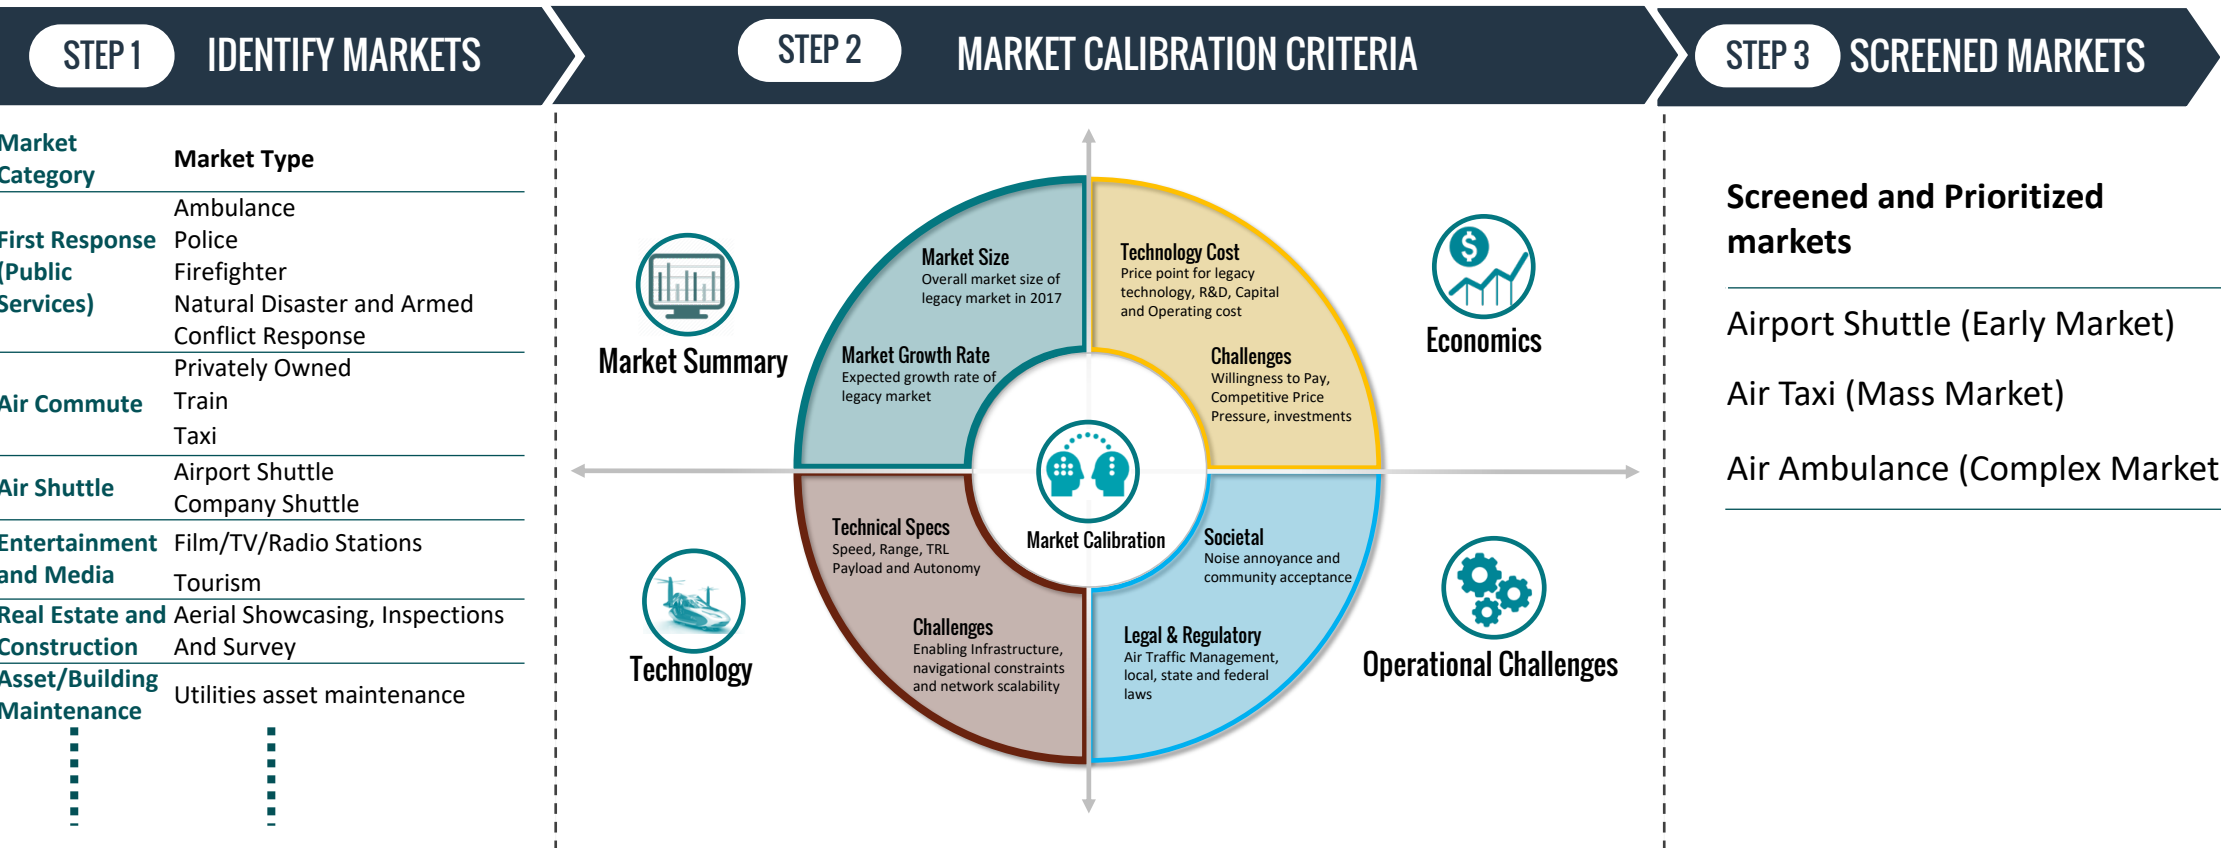 STEP 1 IDENTIFY MARKETS
STEP 2 MARKET CALIBRATION CRITERIA
STEP 3 SCREENED MARKETS
Market
Category
Market Type
First Response
(Public
Services)
Ambulance
Police
Firefighter
Natural Disaster and Armed
Conflict Response
Air Commute
Privately Owned
Train
Taxi
Air Shuttle
Airport Shuttle
Company Shuttle
Entertainment
and Media
Film/TV/Radio Stations
Tourism
Real Estate and
Construction
Aerial Showcasing, Inspections
And Survey
Asset/Building
Maintenance
Utilities asset maintenance
Market Summary
Market Size
Overall market size of
legacy market in 2017
Market Growth Rate
Expected growth rate of
legacy market
Technology Cost
Price point for legacy
technology, R&D, Capital
and Operating cost
Challenges
Willingness to Pay,
Competitive Price
Pressure, investments
Economics
Market Calibration
Technology
Technical Specs
Speed, Range, TRL
Payload and Autonomy
Challenges
Enabling Infrastructure,
navigational constraints
and network scalability
Societal
Noise annoyance and
community acceptance
Legal & Regulatory
Air Traffic Management,
local, state and federal
laws
Operational Challenges
Screened and Prioritized
markets
Airport Shuttle (Early Market)
Air Taxi (Mass Market)
Air Ambulance (Complex Market